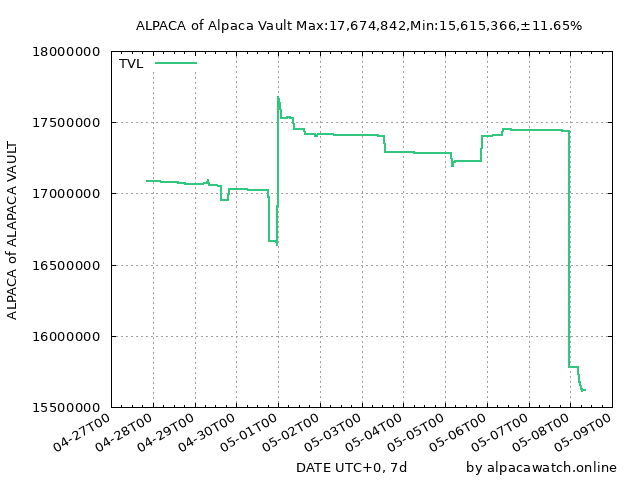 ALPACA of Alpaca Vault Max:17,674,842,Min:15,615,366,±11.65%
TVL
ALPACA of ALAPACA VAULT
18000000
17500000
17000000
16500000
16000000
15500000
04-27T00
04-28T00
04-29T00
04-30T00
05-01T00
05-02T00
05-03T00
05-04T00
05-05T00
05-06T00
05-07T00
05-08T00
05-09T00
DATE UTC+0, 7d
by alpacawatch.online